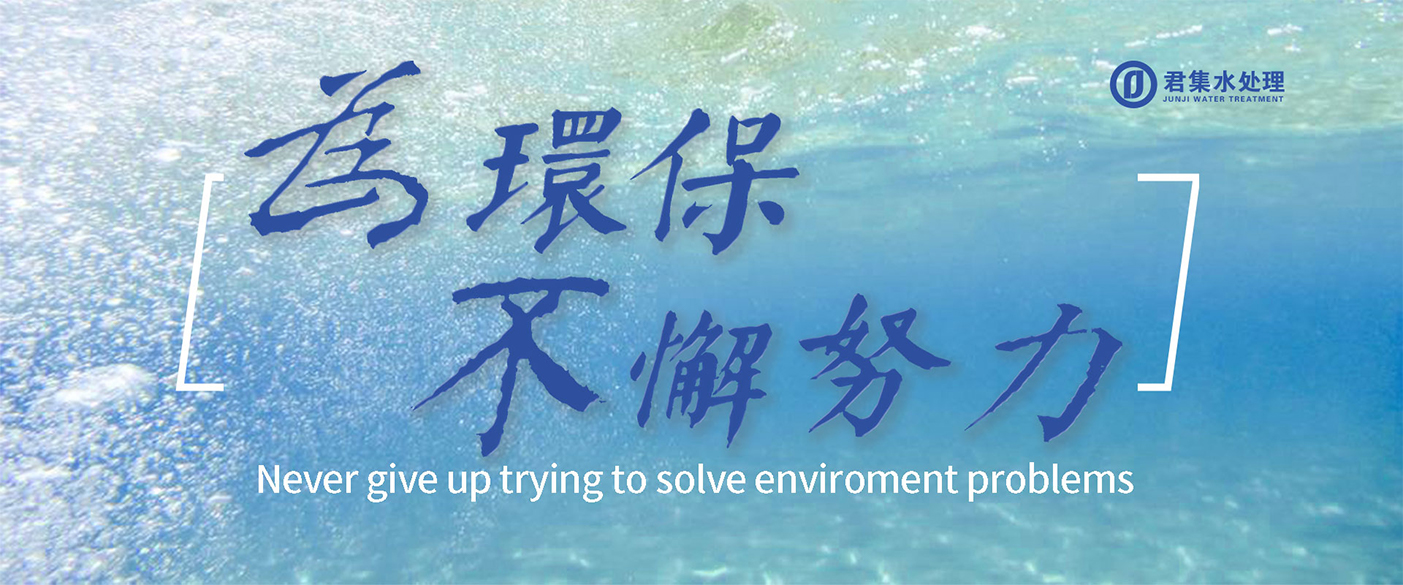 君集水处理
JUNJI WATER TREATMENT
為環保
不懈努力
Never give up trying to solve enviroment problems